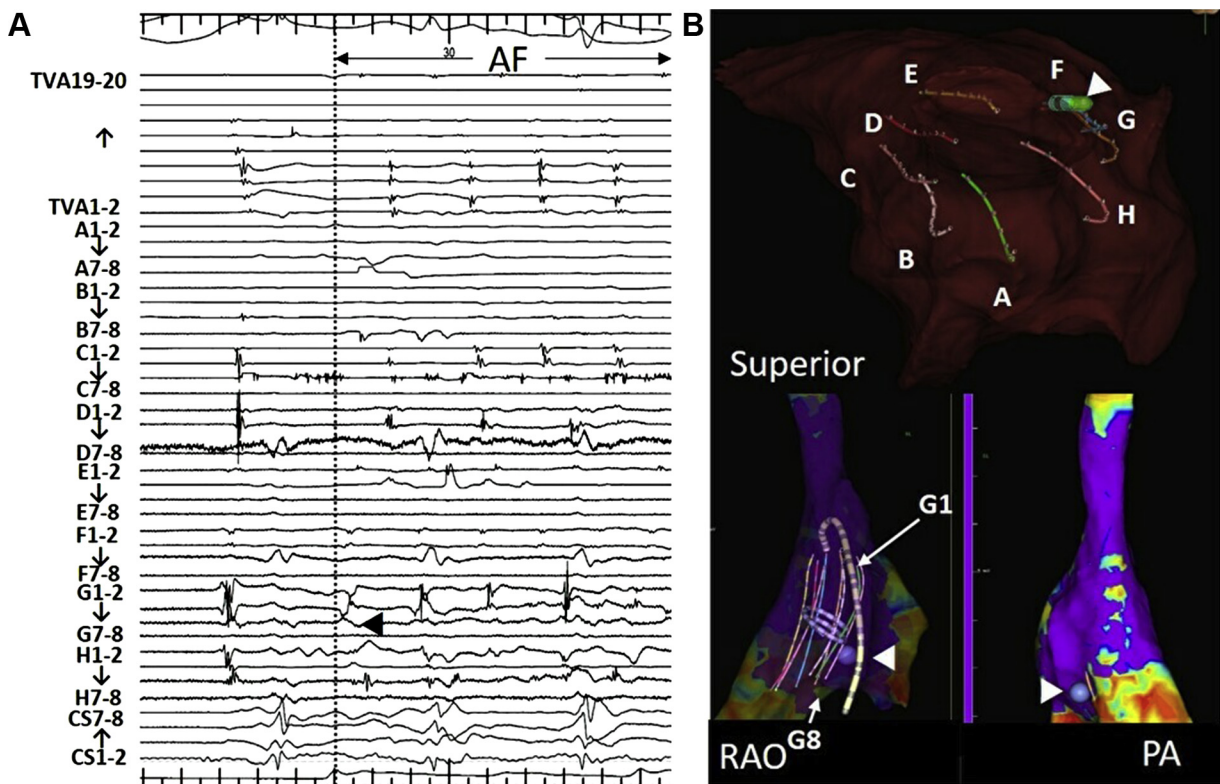 A
AF
30
TVA19-20
↑
TVA1-2
A1-2
↓
A7-8
B1-2
↓
B7-8
C1-2
↓
C7-8
D1-2
↓
D7-8
E1-2
↓
E7-8
F1-2
↓
F7-8
G1-2
↓
G7-8
H1-2
↓
H7-8
CS7-8
↑
CS1-2
B
E
F
D
G
C
H
B
A
Superior
G1
G8
RAO
PA